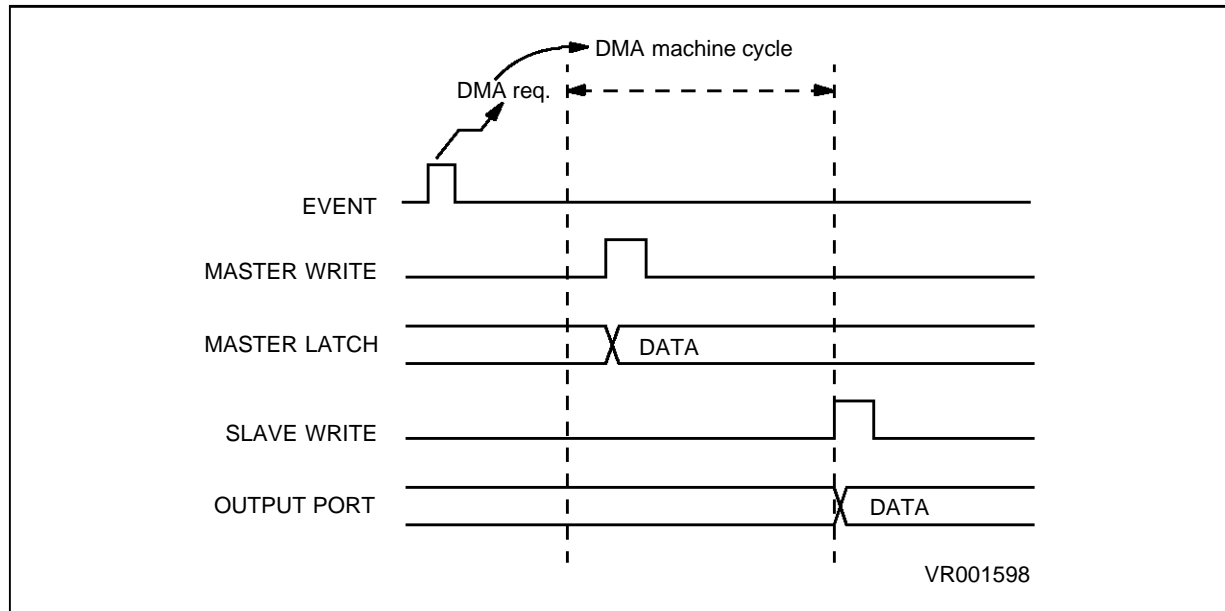 DMA machine cycle
DMA req.
EVENT
MASTER WRITE
MASTER LATCH
DATA
SLAVE WRITE
OUTPUT PORT
DATA
VR001598